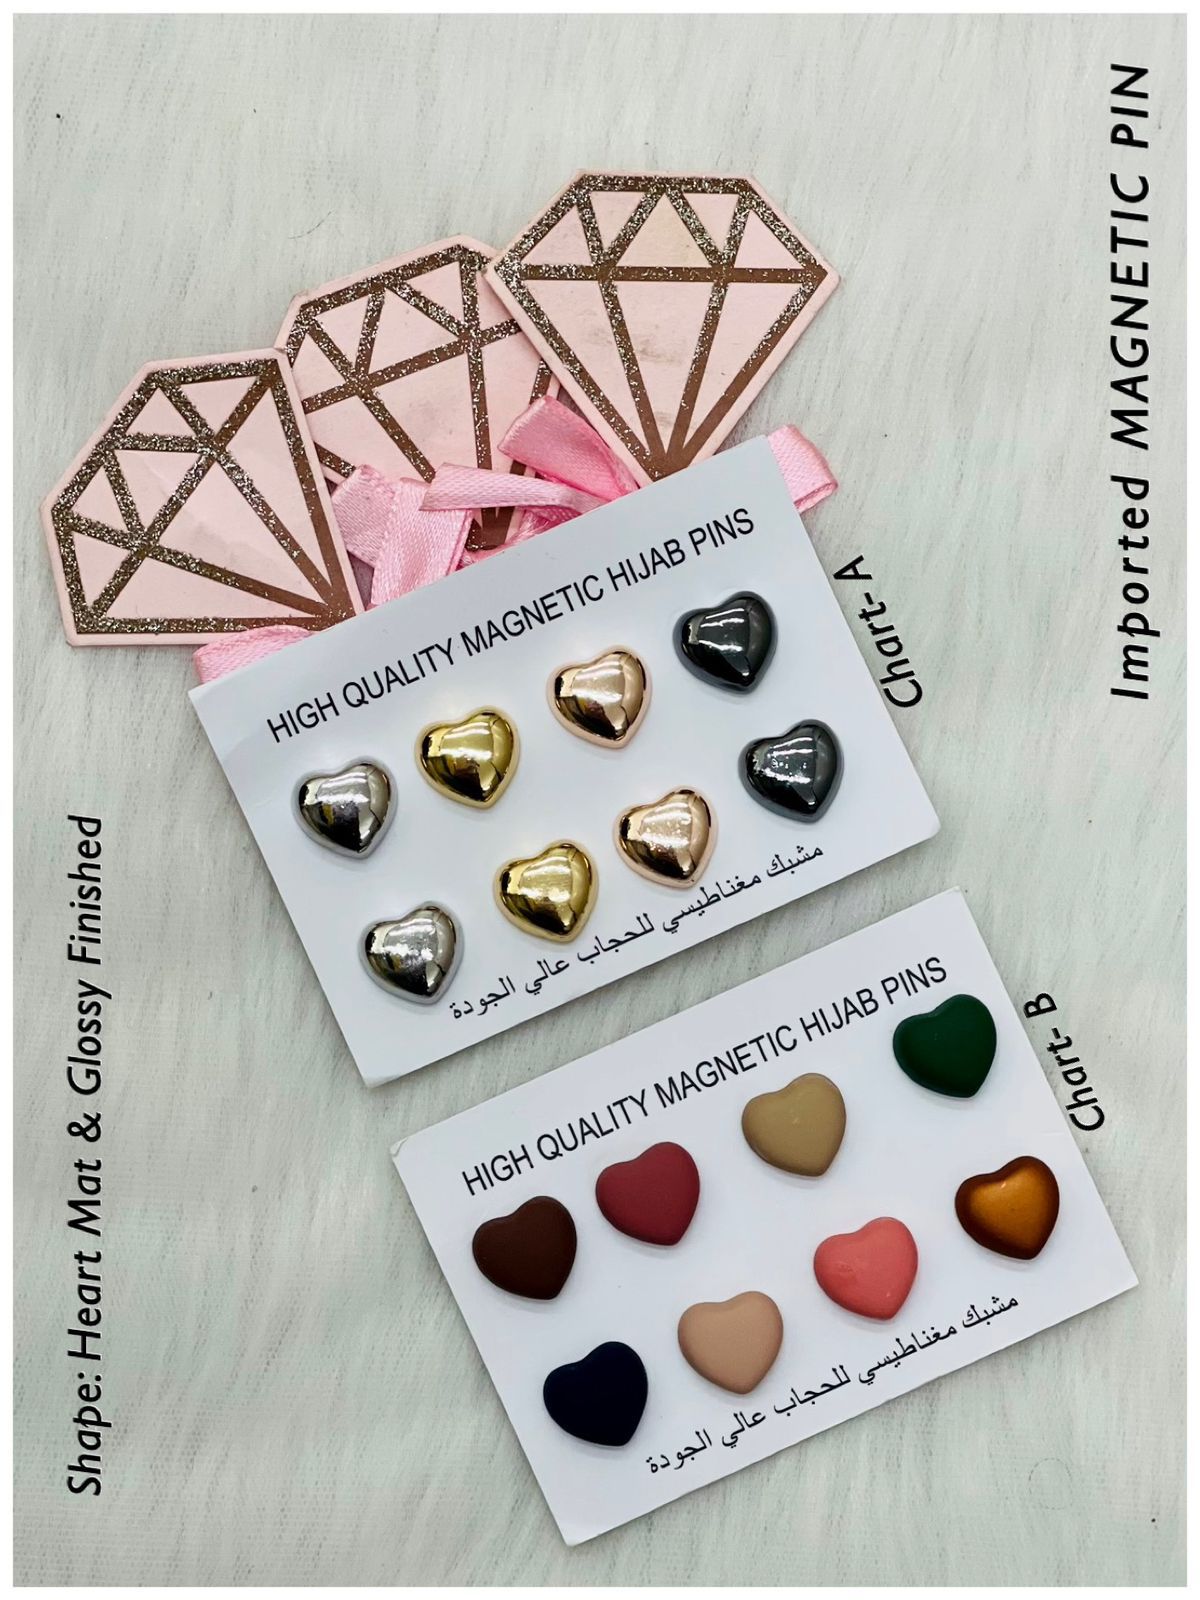 Imported MAGNETIC PIN
HIGH QUALITY MAGNETIC HIJAB PINS
Chart- A
مشبك مغناطيسي للحجاب عالي الجودة
HIGH QUALITY MAGNETIC HIJAB PINS
Chart- B
مشبك مغناطيسي للحجاب عالي الجودة
Shape: Heart Mat & Glossy Finished